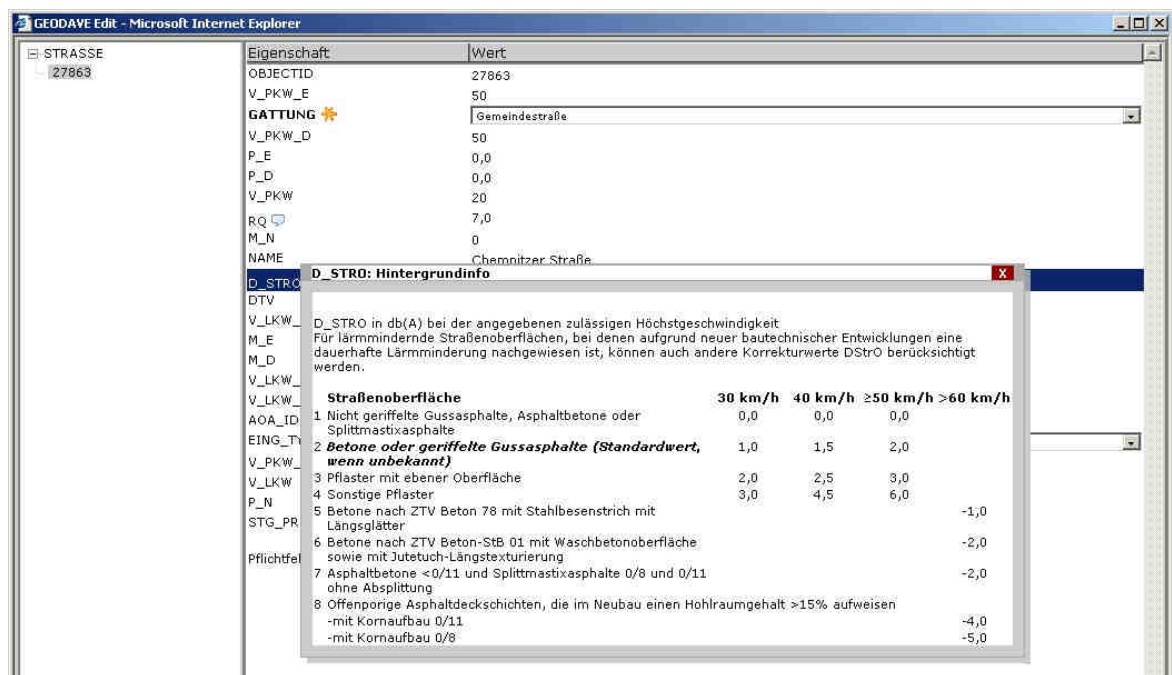 GEODAVE Edit - Microsoft Internet Explorer
STRASSE
27863
Eigenschaft Wert
OBJECTID 27863
V_PKW_E 50
GATTUNG Gemeindestraße
V_PKW_D 50
P_E 0,0
P_D 0,0
V_PKW 20
RQ 7,0
M_N 0
NAME Chemnitzer Straße
D_STRO
DTV
V_LKW_
M_E
M_D
V_LKW_
V_LKW_
AOA_ID
EING_TY
V_PKW_
V_LKW
P_N
STG_PR
Pflichtfel
D_STRO: Hintergrundinfo X
D_STRO in db(A) bei der angegebenen zulässigen Höchstgeschwindigkeit
Für lärmmindernde Straßenoberflächen, bei denen aufgrund neuer bautechnischer Entwicklungen eine
dauerhafte Lärmminderung nachgewiesen ist, können auch andere Korrekturwerte DStrO berücksichtigt
werden.
Straßenoberfläche 30 km/h 40 km/h ≥50 km/h >60 km/h
1 Nicht geriffelte Gussasphalte, Asphaltbetone oder 0,0 0,0 0,0
Splittmastixasphalte
2 Betone oder geriffelte Gussasphalte (Standardwert, 1,0 1,5 2,0
wenn unbekannt)
3 Pflaster mit ebener Oberfläche 2,0 2,5 3,0
4 Sonstige Pflaster 3,0 4,5 6,0
5 Betone nach ZTV Beton 78 mit Stahlbesenstrich mit -1,0
Längsglätter
6 Betone nach ZTV Beton-StB 01 mit Waschbetonoberfläche -2,0
sowie mit Jutetuch-Längstexturierung
7 Asphaltbetone <0/11 und Splittmastixasphalte 0/8 und 0/11 -2,0
ohne Absplittung
8 Offenporige Asphaltdeckschichten, die im Neubau einen Hohlraumgehalt >15% aufweisen
-mit Kornaufbau 0/11 -4,0
-mit Kornaufbau 0/8 -5,0